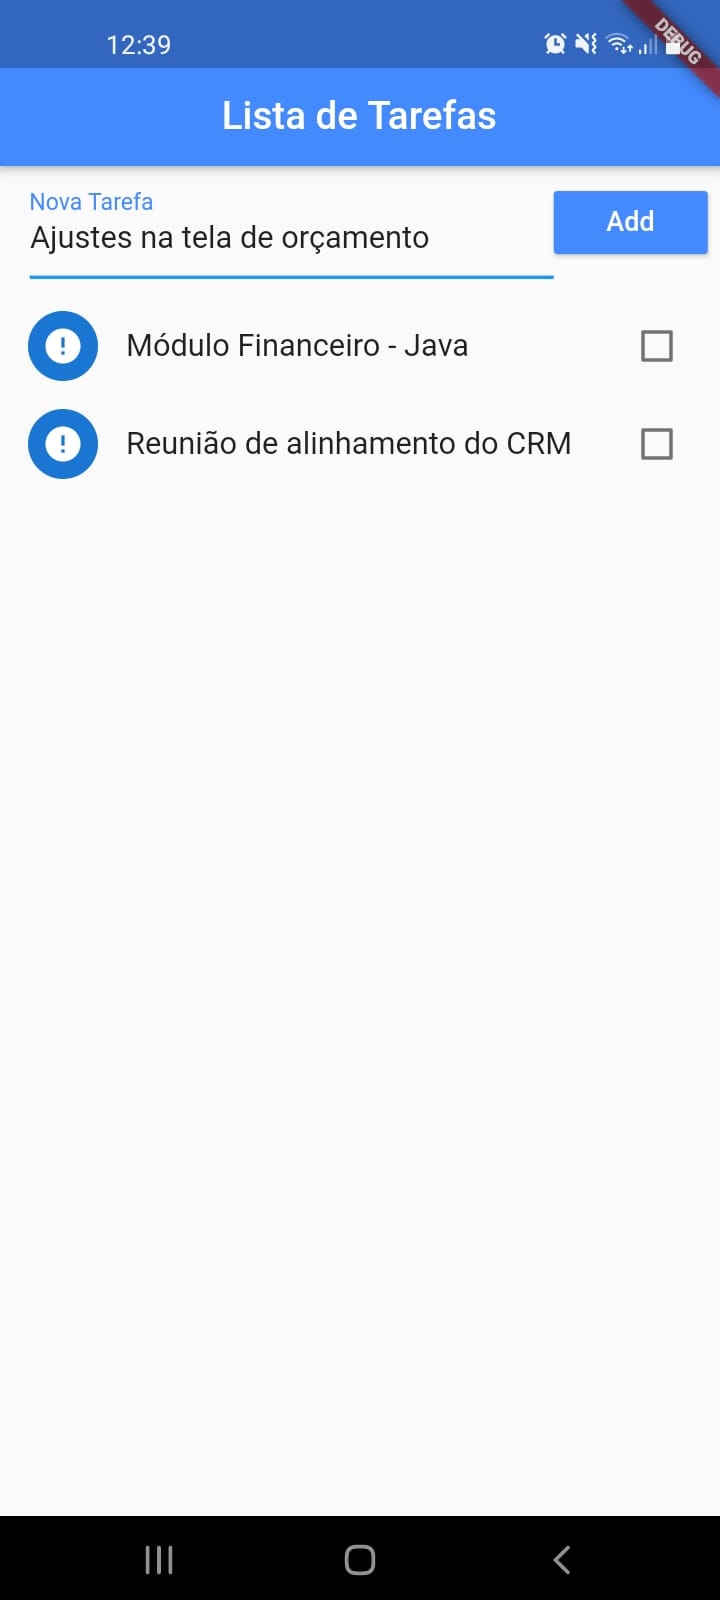 12:39
DEBUG
Lista de Tarefas
Nova Tarefa
Ajustes na tela de orçamento
Add
Módulo Financeiro - Java
Reunião de alinhamento do CRM